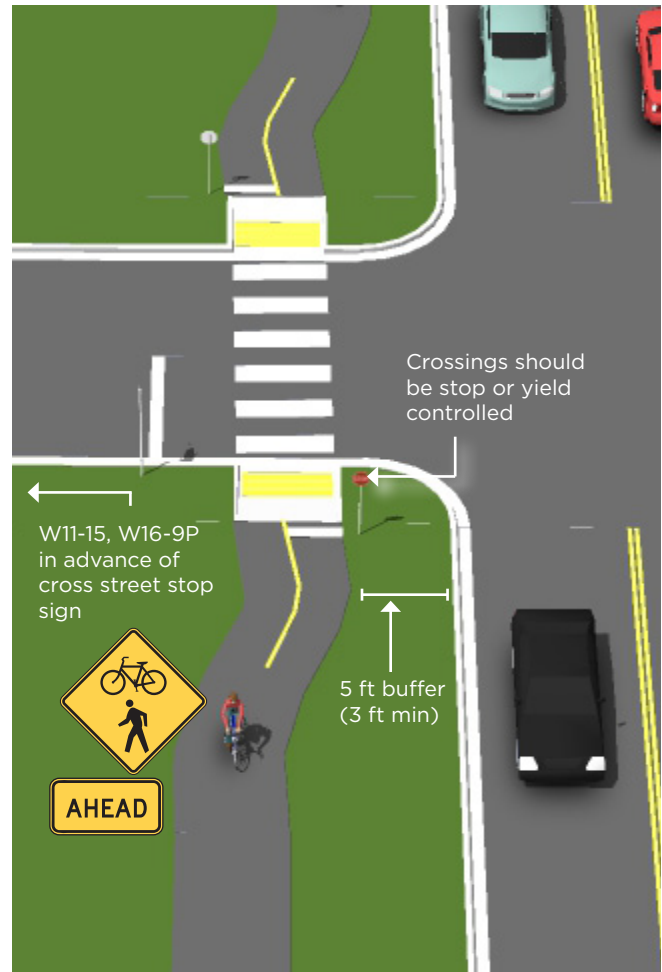 Crossings should
be stop or yield
controlled
W11-15, W16-9P
in advance of
cross street stop
sign
5 ft buffer
(3 ft min)
AHEAD